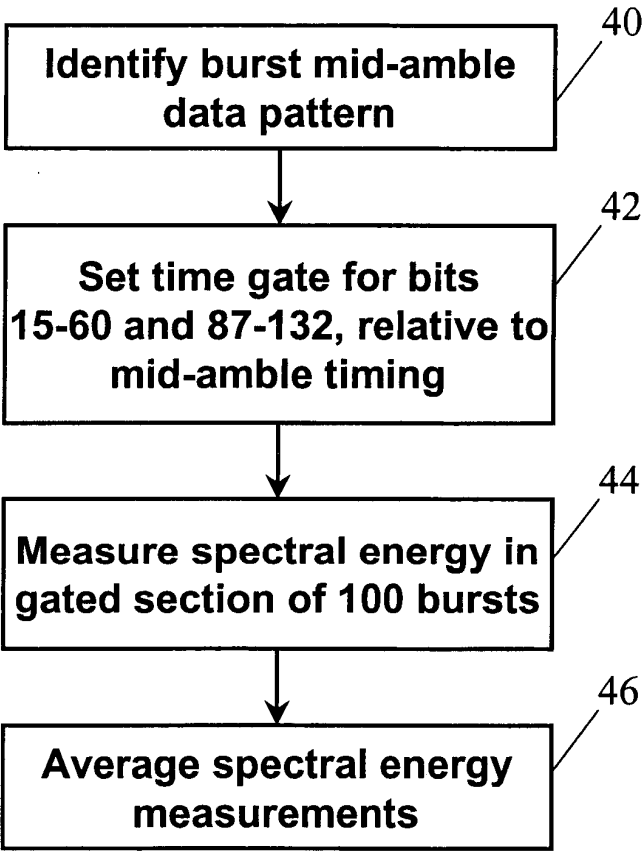 40
Identify burst mid-amble
data pattern
42
Set time gate for bits
15-60 and 87-132, relative to
mid-amble timing
44
Measure spectral energy in
gated section of 100 bursts
46
Average spectral energy
measurements